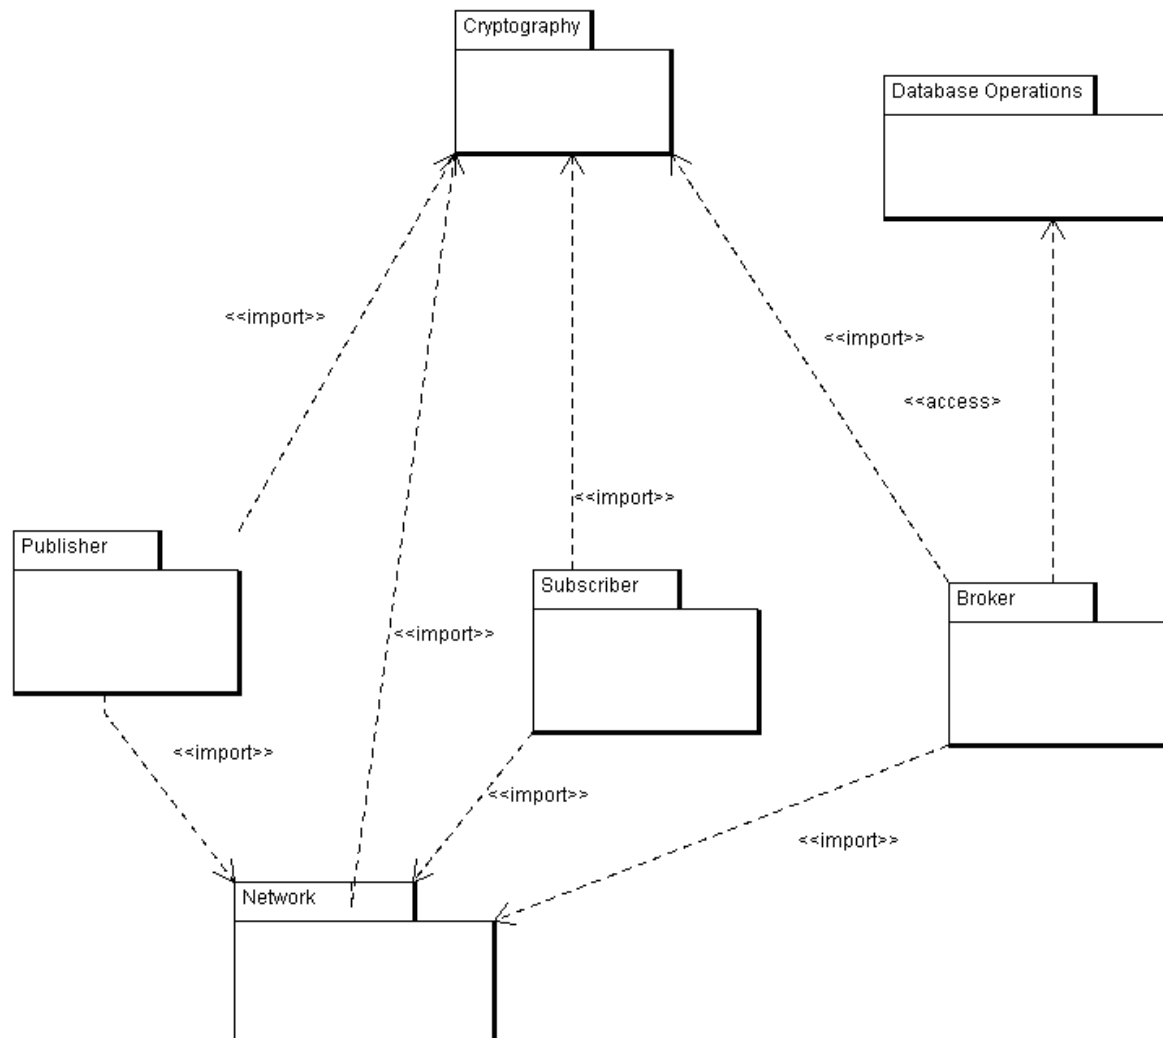 Cryptography
Database Operations
<<import>>
<<import>>
<<access>
<<import>>
Publisher
Subscriber
Broker
<<import>>
<<import>>
<<import>>
<<import>>
Network